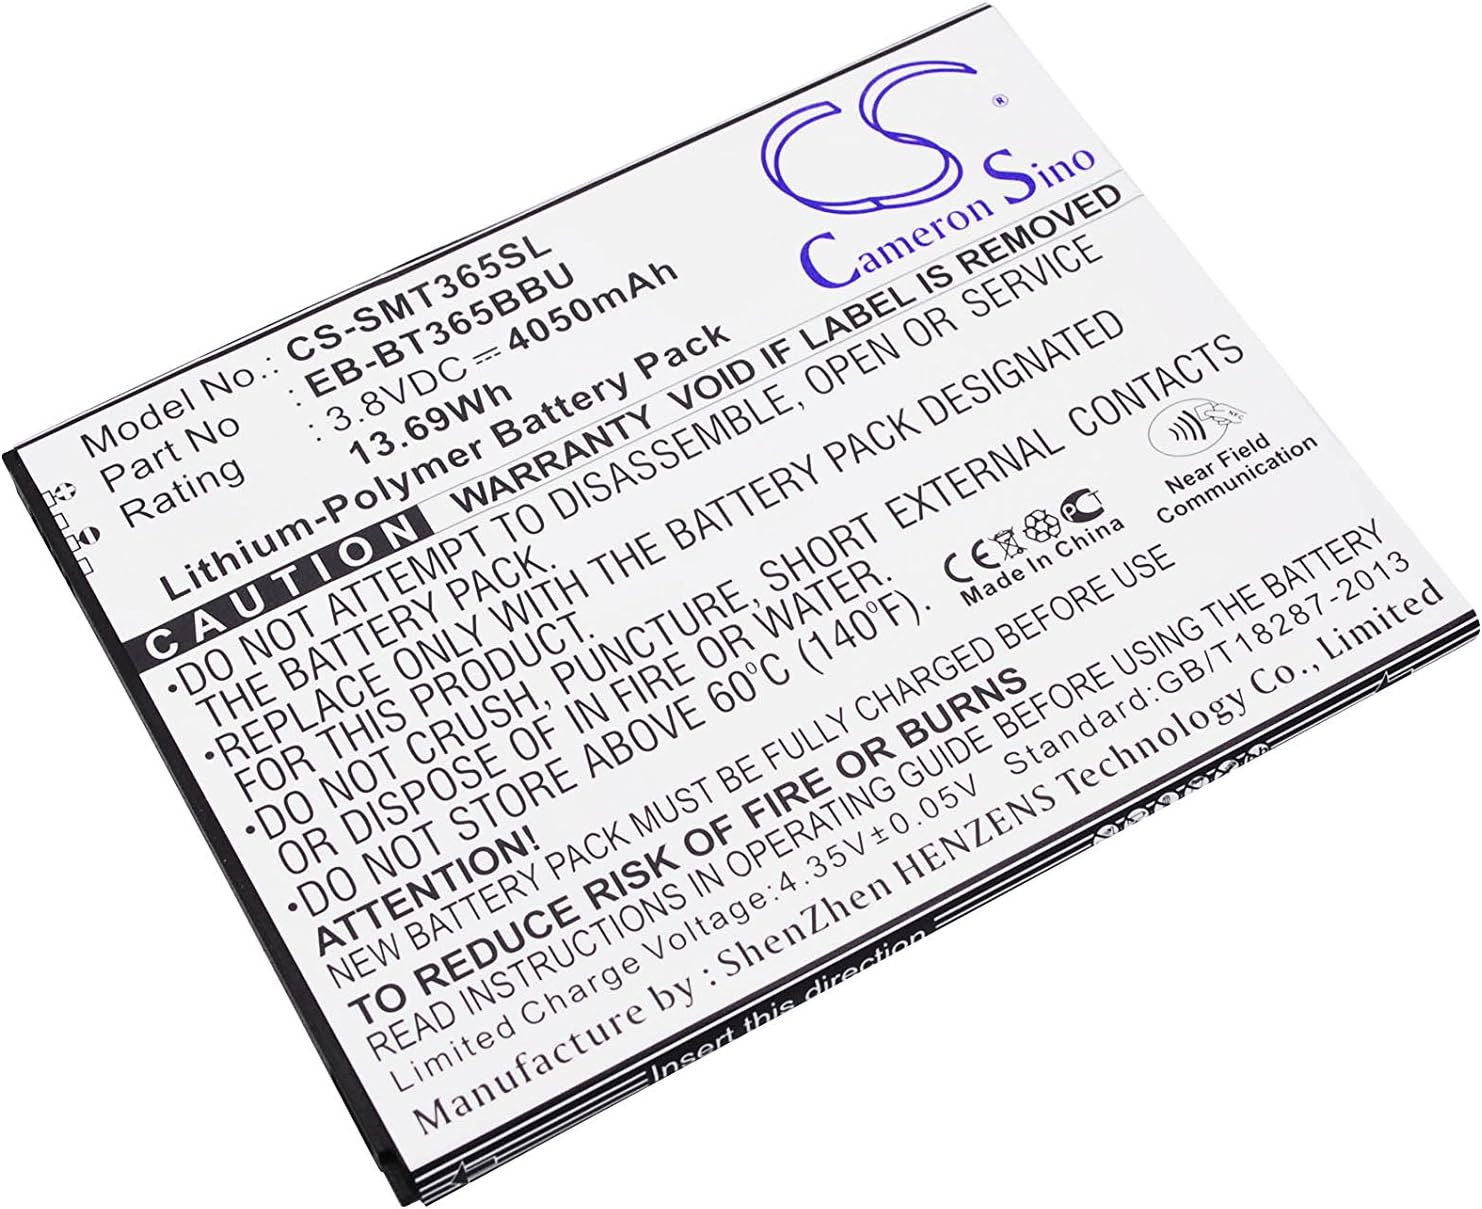 CS ®
Cameron Sino
Model No.: CS-SMT365SL
Part No : EB-BT365BBU
Rating : 3.8VDC⎓4050mAh
13.69Wh
Lithium-Polymer Battery Pack
CAUTION WARRANTY VOID IF LABEL IS REMOVED
•DO NOT ATTEMPT TO DISASSEMBLE, OPEN OR SERVICE
THE BATTERY PACK.
•REPLACE ONLY WITH THE BATTERY PACK DESIGNATED
FOR THIS PRODUCT.
•DO NOT CRUSH, PUNCTURE, SHORT EXTERNAL CONTACTS
OR DISPOSE OF IN FIRE OR WATER.
•DO NOT STORE ABOVE 60°C (140°F).
NFC
Near Field
Communication
CE PCT
Made In China
ATTENTION!
NEW BATTERY PACK MUST BE FULLY CHARGED BEFORE USE
TO REDUCE RISK OF FIRE OR BURNS
READ INSTRUCTIONS IN OPERATING GUIDE BEFORE USING THE BATTERY
Limited Charge Voltage:4.35V±0.05V Standard:GB/T18287-2013
Manufacture by : ShenZhen HENZENS Technology Co., Limited
Insert this direction